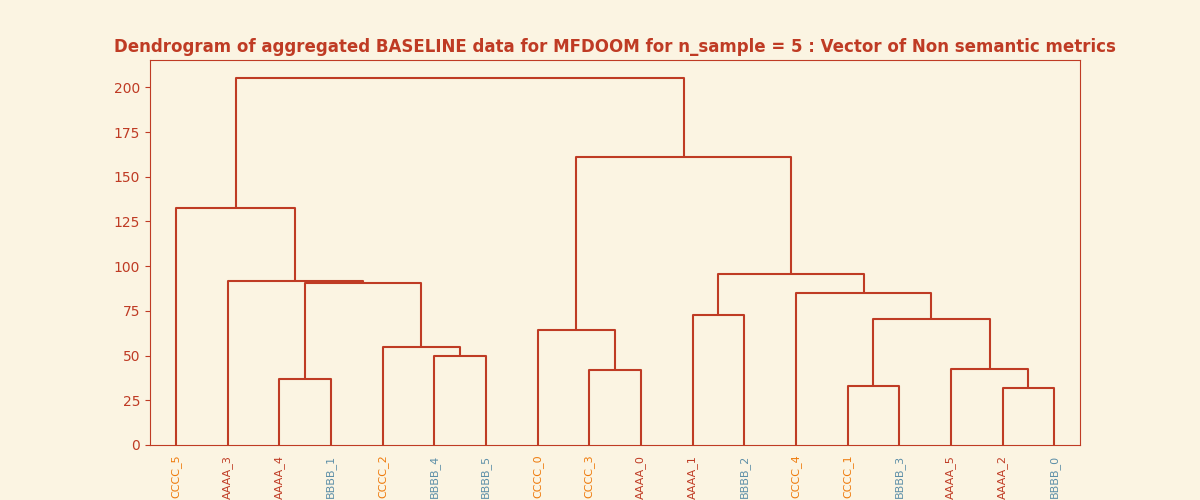 Dendrogram of aggregated BASELINE data for MFDOOM for n_sample = 5 : Vector of Non semantic metrics
200
175
150
125
100
75
50
25
0
CCCC_5
AAAA_3
AAAA_4
BBBB_1
CCCC_2
BBBB_4
BBBB_5
CCCC_0
CCCC_3
AAAA_0
AAAA_1
BBBB_2
CCCC_4
CCCC_1
BBBB_3
AAAA_5
AAAA_2
BBBB_0